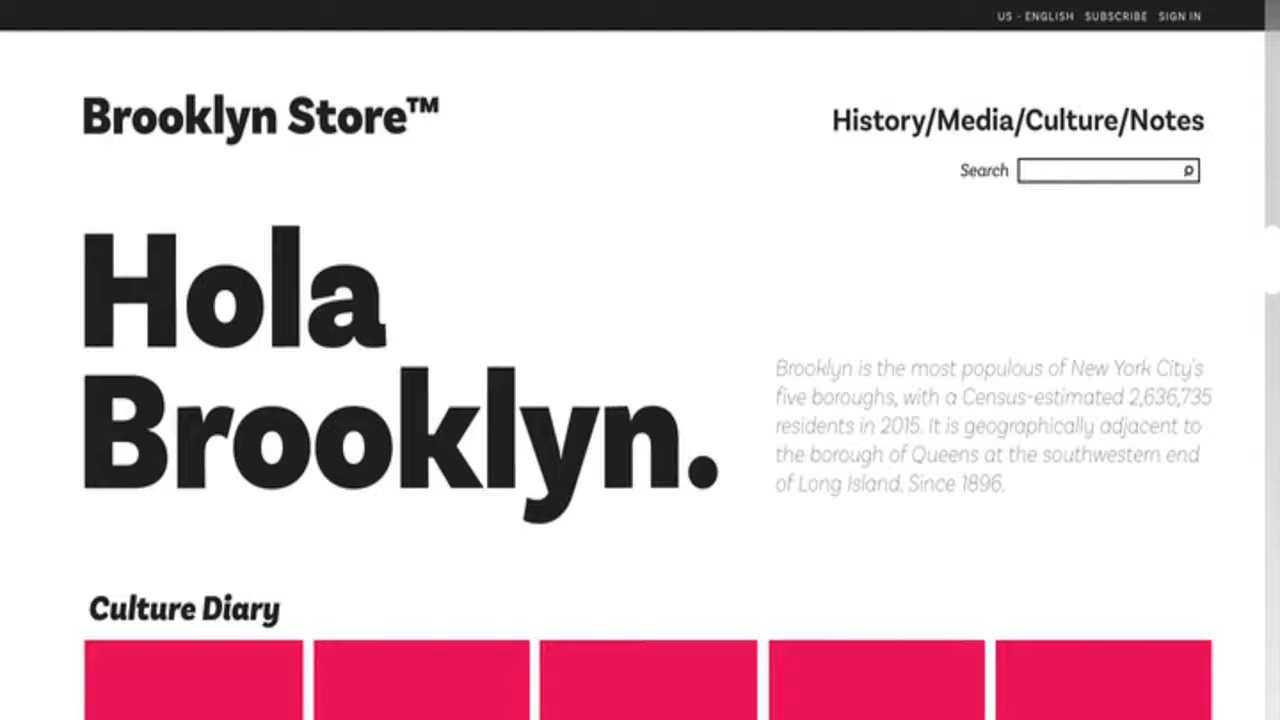 US - ENGLISH SUBSCRIBE SIGN IN
Brooklyn Store™
History/Media/Culture/Notes
Search
Hola
Brooklyn.
Brooklyn is the most populous of New York City's
five boroughs, with a Census-estimated 2,636,735
residents in 2015. It is geographically adjacent to
the borough of Queens at the southwestern end
of Long Island. Since 1896.
Culture Diary